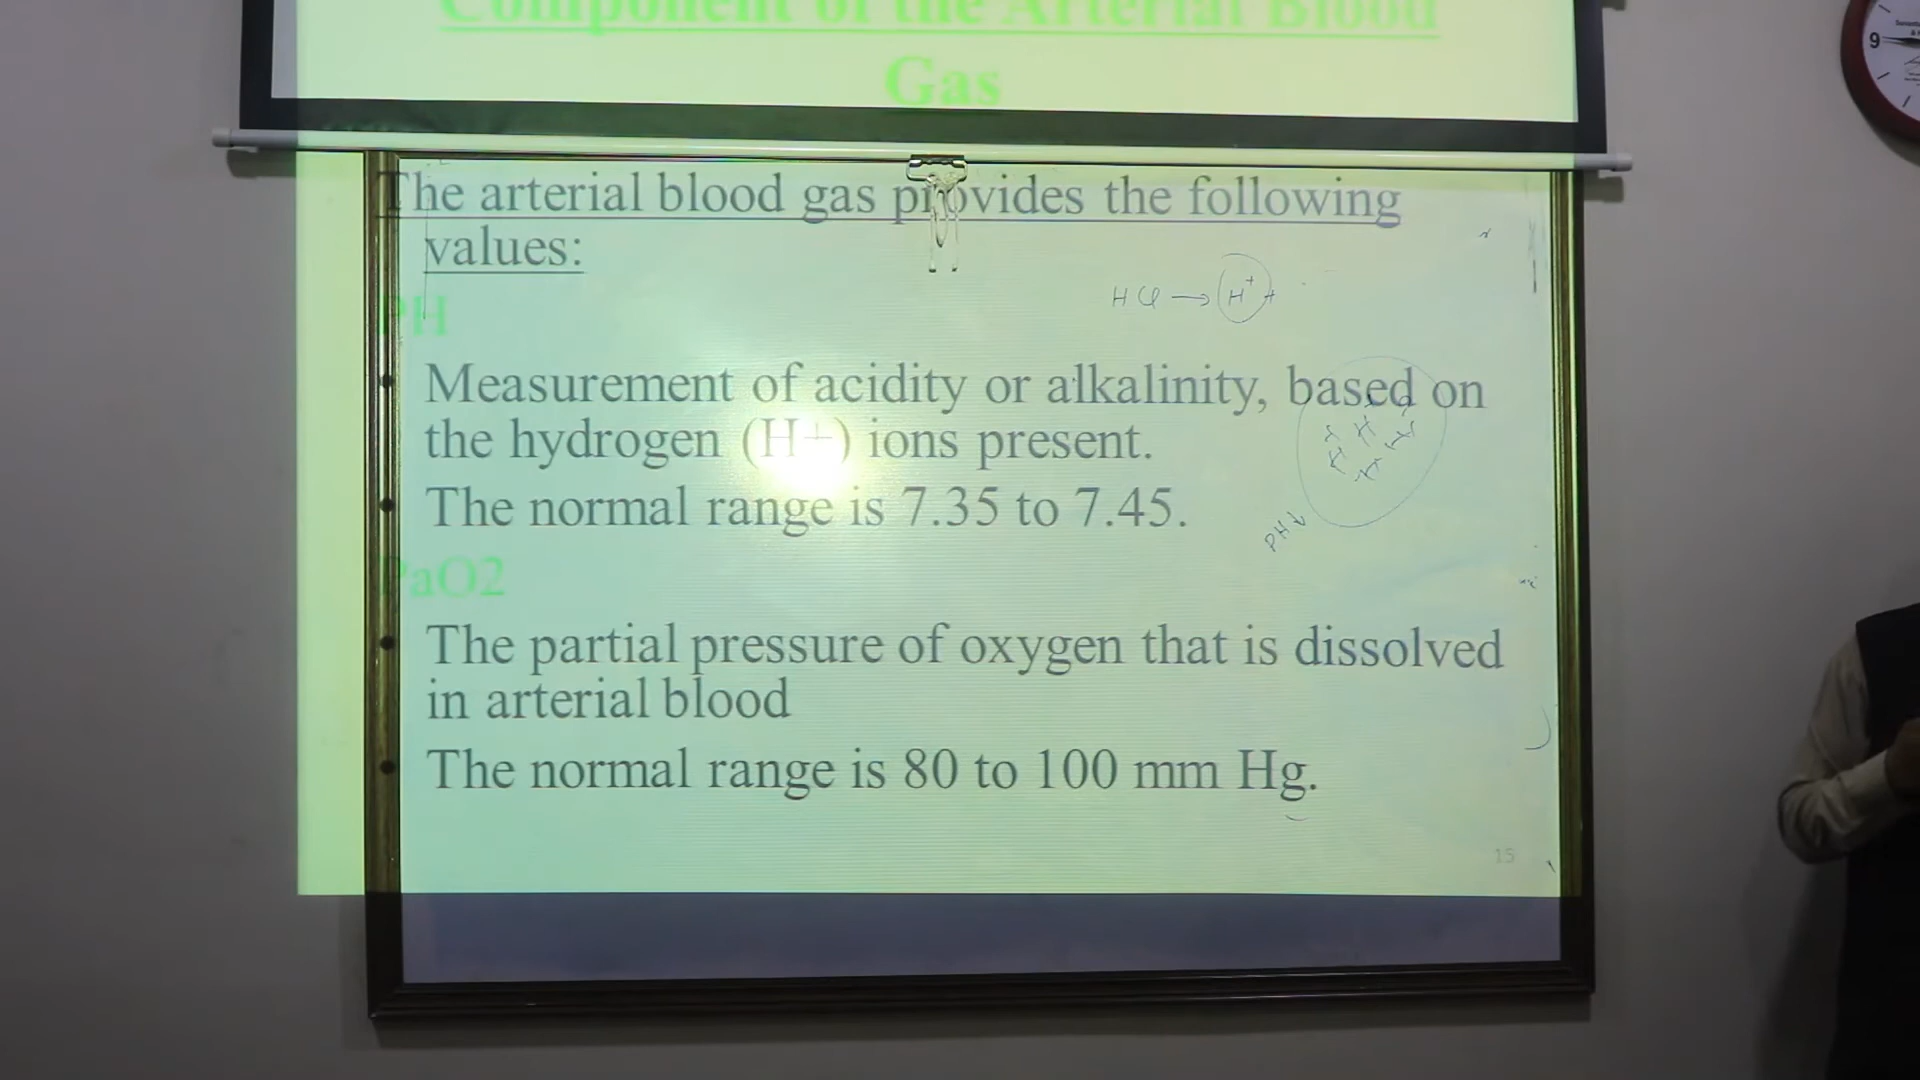 Component of the Arterial Blood
Gas
9
The arterial blood gas provides the following
values:
HCl → H+ +
PH
Measurement of acidity or alkalinity, based on
the hydrogen (H+) ions present.
The normal range is 7.35 to 7.45.
PH↓
PaO2
The partial pressure of oxygen that is dissolved
in arterial blood
The normal range is 80 to 100 mm Hg.
15